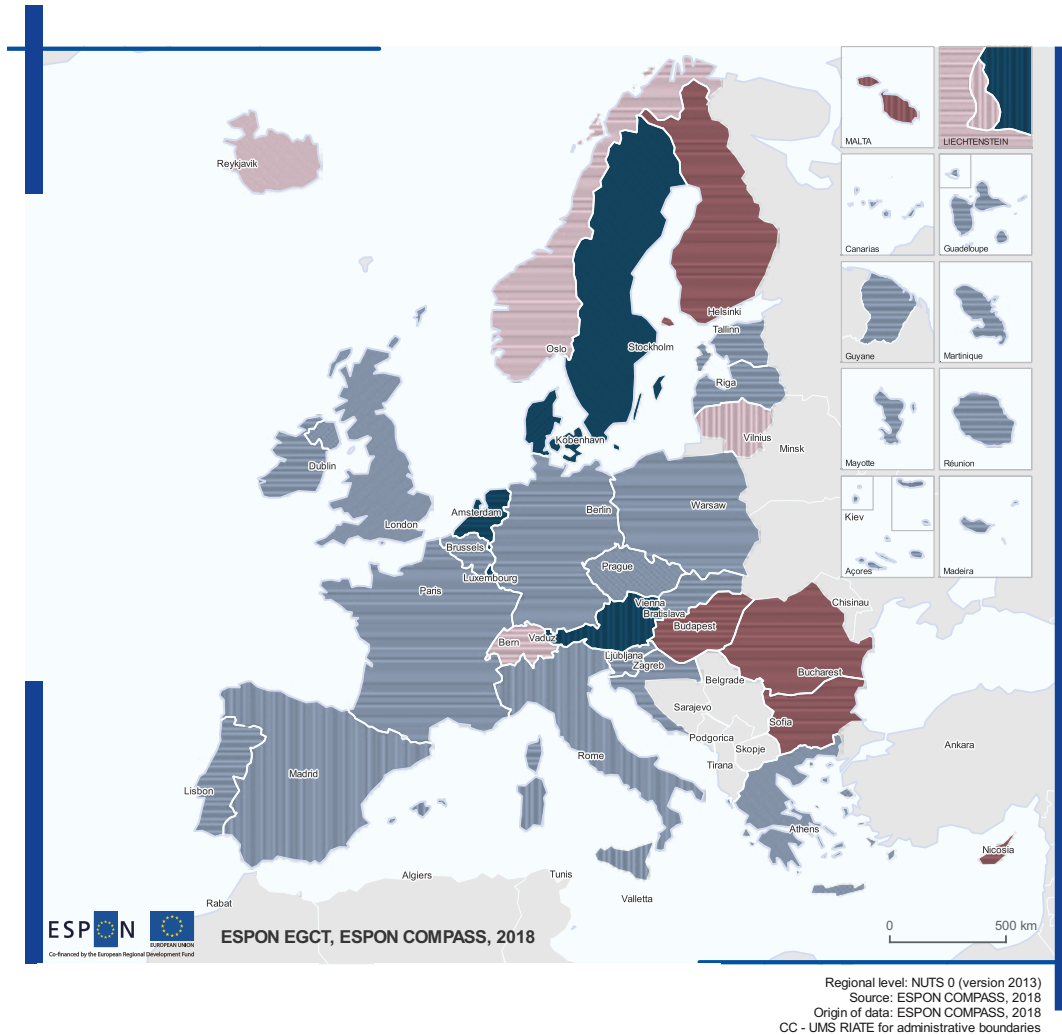 MALTA
LIECHTENSTEIN
Reykjavik
Canarias
Guadeloupe
Helsinki
Tallinn
Oslo
Stockholm
Guyane
Martinique
Riga
Vilnius
Minsk
København
Dublin
Mayotte
Réunion
Warsaw
Berlin
Amsterdam
London
Kiev
Brussels
Prague
Açores
Madeira
Luxembourg
Paris
Vienna
Chisinau
Bratislava
Budapest
Bern
Vaduz
Ljubljana
Zagreb
Bucharest
Belgrade
Sarajevo
Sofia
Podgorica
Skopje
Ankara
Rome
Tirana
Madrid
Lisbon
Athens
Nicosia
Algiers
Tunis
Valletta
Rabat
ESPON
EUROPEAN UNION
Co-financed by the European Regional Development Fund
ESPON EGCT, ESPON COMPASS, 2018
0 500 km
Regional level: NUTS 0 (version 2013)
Source: ESPON COMPASS, 2018
Origin of data: ESPON COMPASS, 2018
CC - UMS RIATE for administrative boundaries